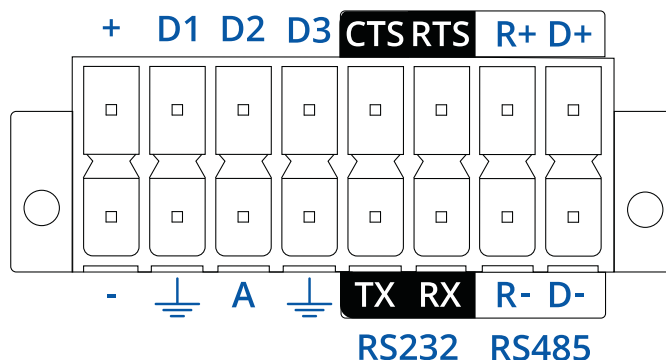 + D1 D2 D3 CTS RTS R+ D+
- A TX RX R- D-
RS232 RS485